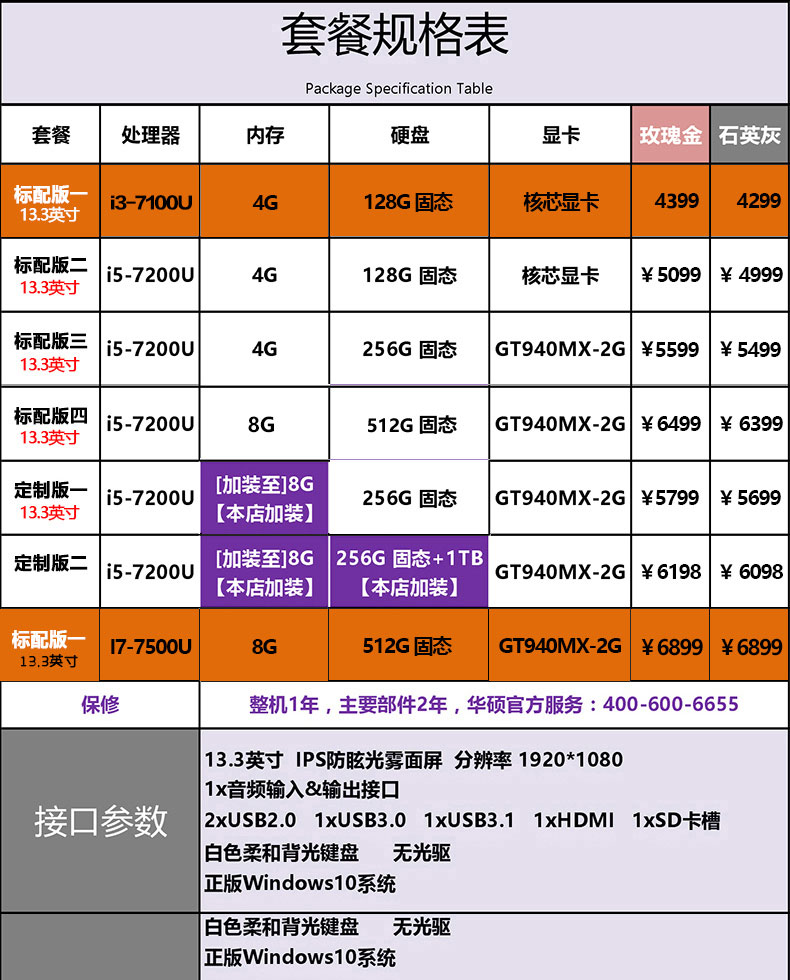 套餐规格表
Package Specification Table
套餐 处理器 内存 硬盘 显卡 玫瑰金 石英灰
标配版一
13.3英寸
i3-7100U 4G 128G 固态 核芯显卡 4399 4299
标配版二
13.3英寸
i5-7200U 4G 128G 固态 核芯显卡 ¥5099 ¥ 4999
标配版三
13.3英寸
i5-7200U 4G 256G 固态 GT940MX-2G ¥5599 ¥ 5499
标配版四
13.3英寸
i5-7200U 8G 512G 固态 GT940MX-2G ¥6499 ¥ 6399
定制版一
13.3英寸
i5-7200U
[加装至]8G
【本店加装】
256G 固态 GT940MX-2G ¥5799 ¥ 5699
定制版二
i5-7200U
[加装至]8G
【本店加装】
256G 固态+1TB
【本店加装】
GT940MX-2G ¥6198 ¥ 6098
标配版一
13.3英寸
I7-7500U 8G 512G 固态 GT940MX-2G ¥6899 ¥6899
保修 整机1年，主要部件2年，华硕官方服务：400-600-6655
接口参数
13.3英寸 IPS防眩光雾面屏 分辨率 1920*1080
1x音频输入&输出接口
2xUSB2.0 1xUSB3.0 1xUSB3.1 1xHDMI 1xSD卡槽
白色柔和背光键盘 无光驱
正版Windows10系统
白色柔和背光键盘 无光驱
正版Windows10系统